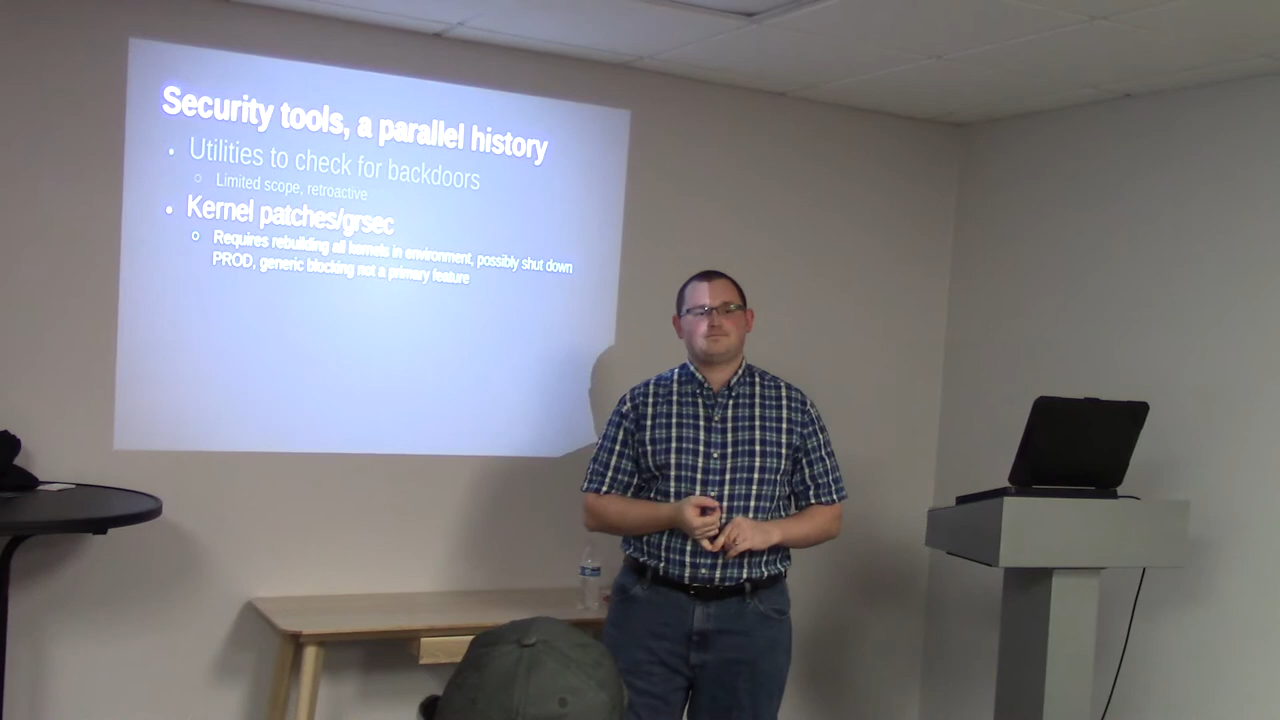 Security tools, a parallel history
• Utilities to check for backdoors
○ Limited scope, retroactive
• Kernel patches/grsec
○ Requires rebuilding all kernels in environment, possibly shut down
PROD, generic blocking not a primary feature